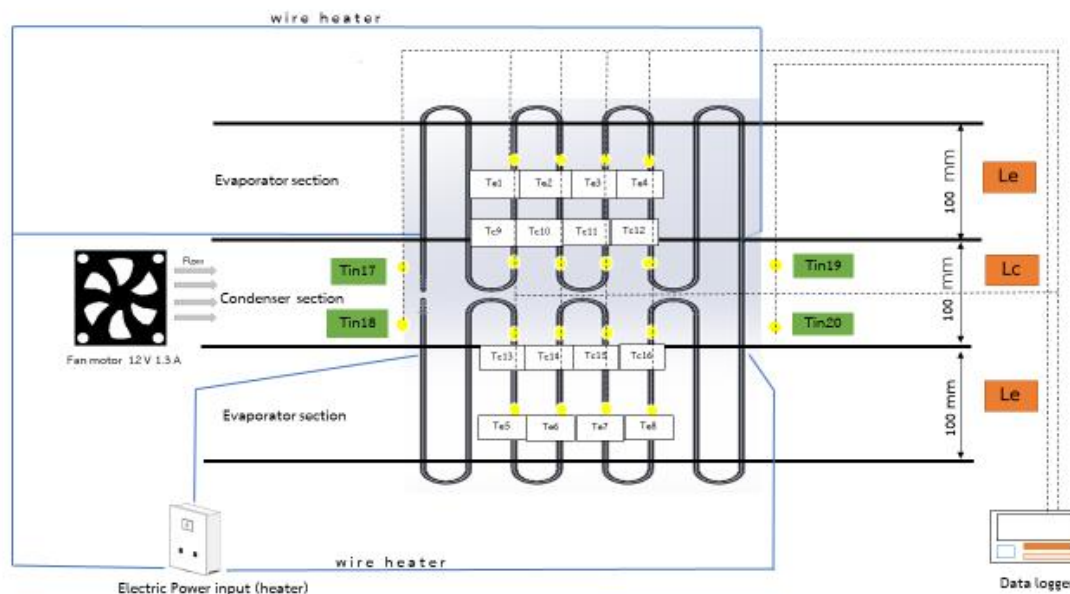 wire heater
Evaporator section
Te1 Te2 Te3 Te4
100 mm
Le
Tc9 Tc10 Tc11 Tc12
Flow
Tin17
Tin19
Condenser section
100 mm
Lc
Tin18
Tin20
Fan motor 12 V 1.3 A
Tc13 Tc14 Tc15 Tc16
Evaporator section
100 mm
Le
Te5 Te6 Te7 Te8
wire heater
Electric Power input (heater)
Data logger